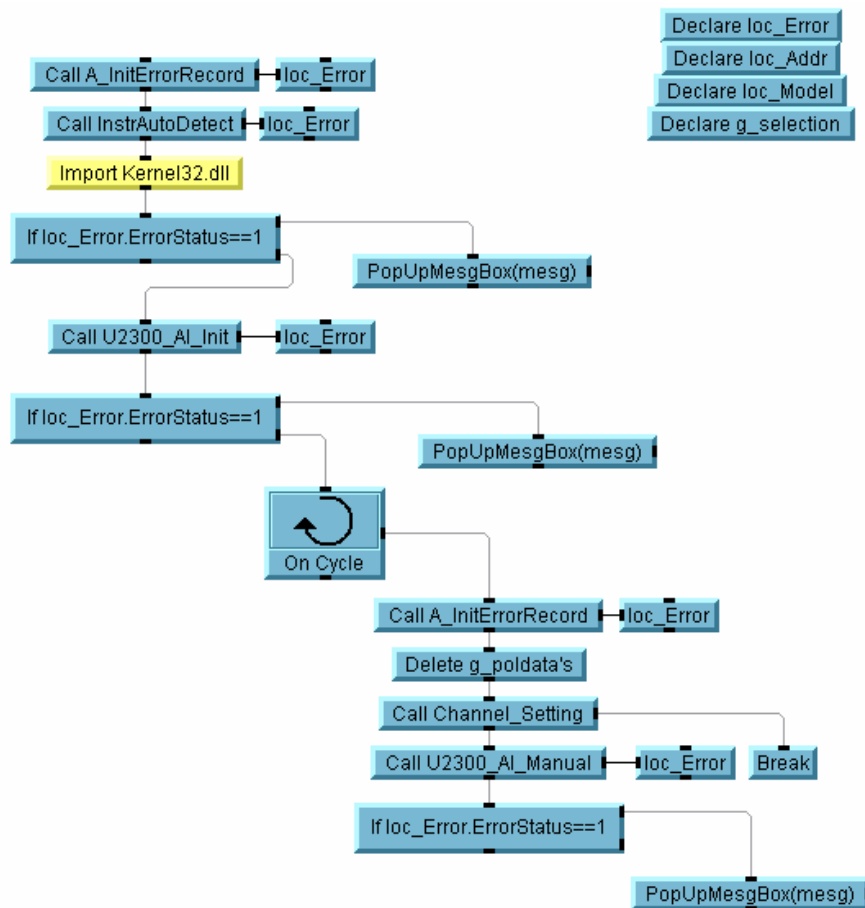 Declare loc_Error
Declare loc_Addr
Declare loc_Model
Declare g_selection
Call A_InitErrorRecord
loc_Error
Call InstrAutoDetect
loc_Error
Import Kernel32.dll
If loc_Error.ErrorStatus==1
PopUpMesgBox(mesg)
Call U2300_AI_Init
loc_Error
If loc_Error.ErrorStatus==1
PopUpMesgBox(mesg)
On Cycle
Call A_InitErrorRecord
loc_Error
Delete g_poldata's
Call Channel_Setting
Call U2300_AI_Manual
loc_Error
Break
If loc_Error.ErrorStatus==1
PopUpMesgBox(mesg)